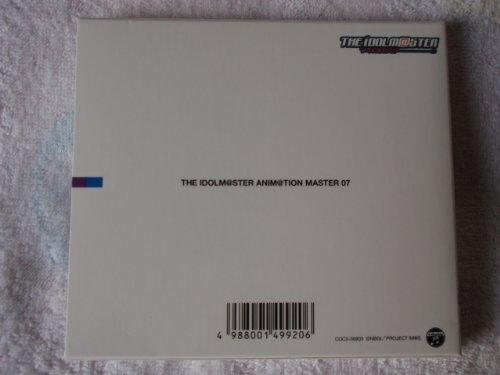 THE iDOLM@STER
THE IDOLM@STER ANIM@TION MASTER 07
4 988001 499206